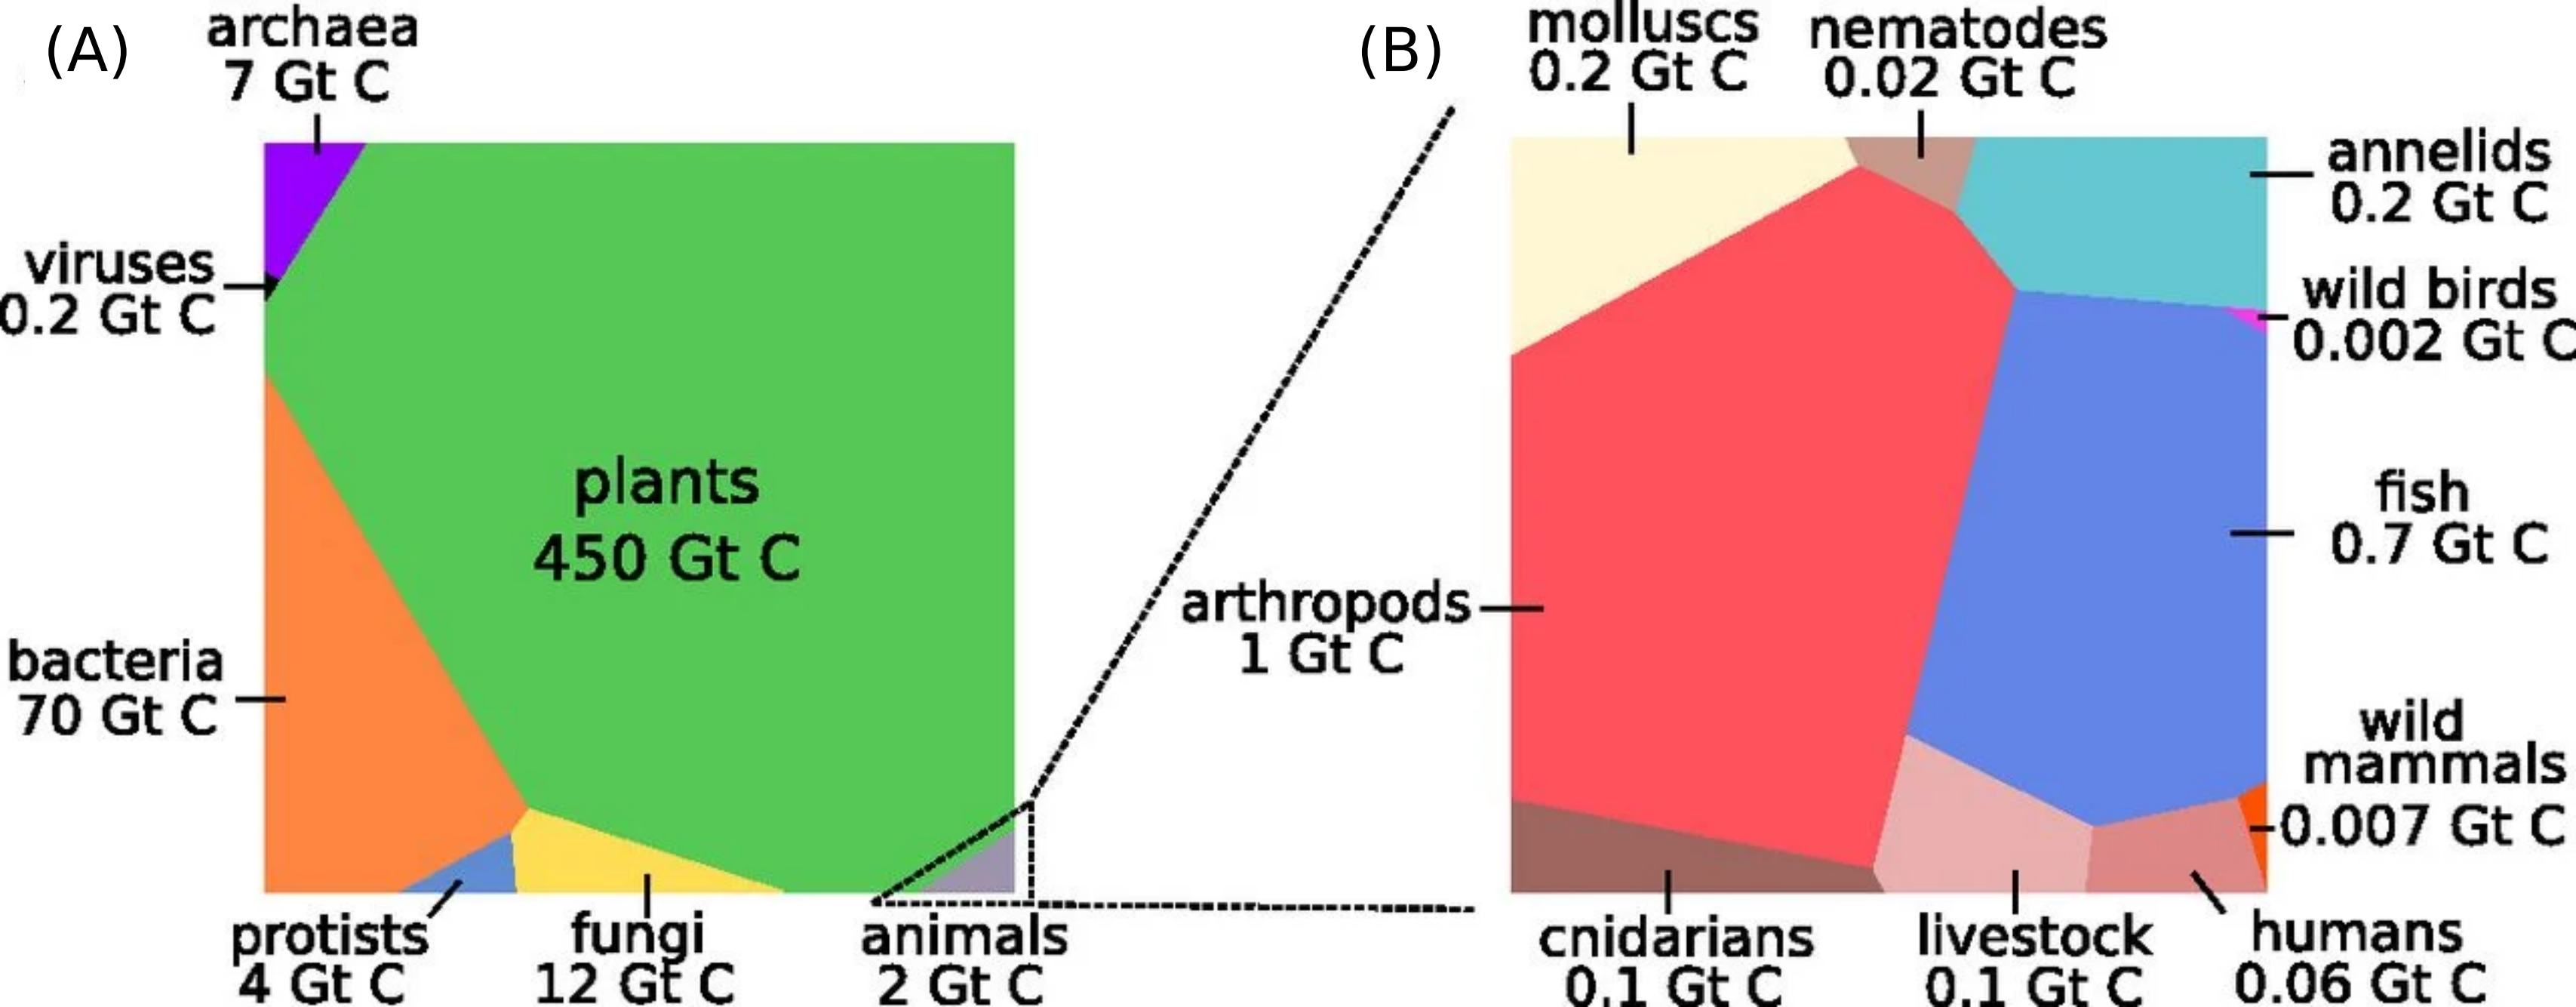 (A)
archaea
7 Gt C
viruses
0.2 Gt C
plants
450 Gt C
bacteria
70 Gt C
protists
4 Gt C
fungi
12 Gt C
animals
2 Gt C
(B)
molluscs
0.2 Gt C
nematodes
0.02 Gt C
annelids
0.2 Gt C
wild birds
0.002 Gt C
fish
0.7 Gt C
arthropods
1 Gt C
wild
mammals
0.007 Gt C
cnidarians
0.1 Gt C
livestock
0.1 Gt C
humans
0.06 Gt C